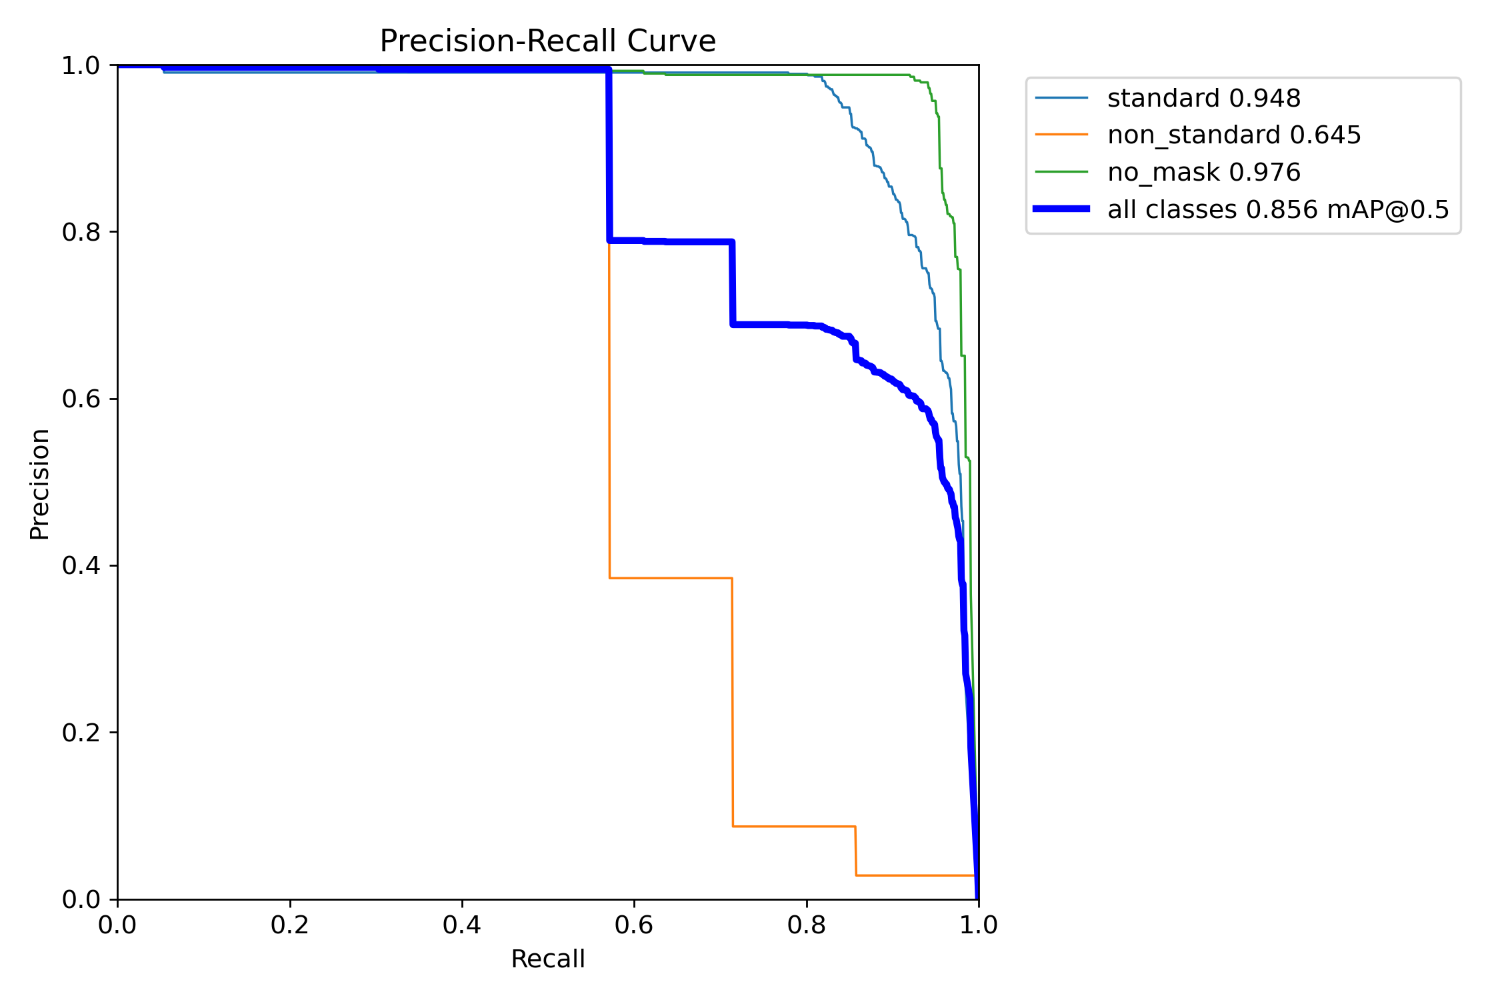 Precision-Recall Curve
1.0
0.8
0.6
0.4
0.2
0.0
Precision
0.0 0.2 0.4 0.6 0.8 1.0
Recall
standard 0.948
non_standard 0.645
no_mask 0.976
all classes 0.856 mAP@0.5